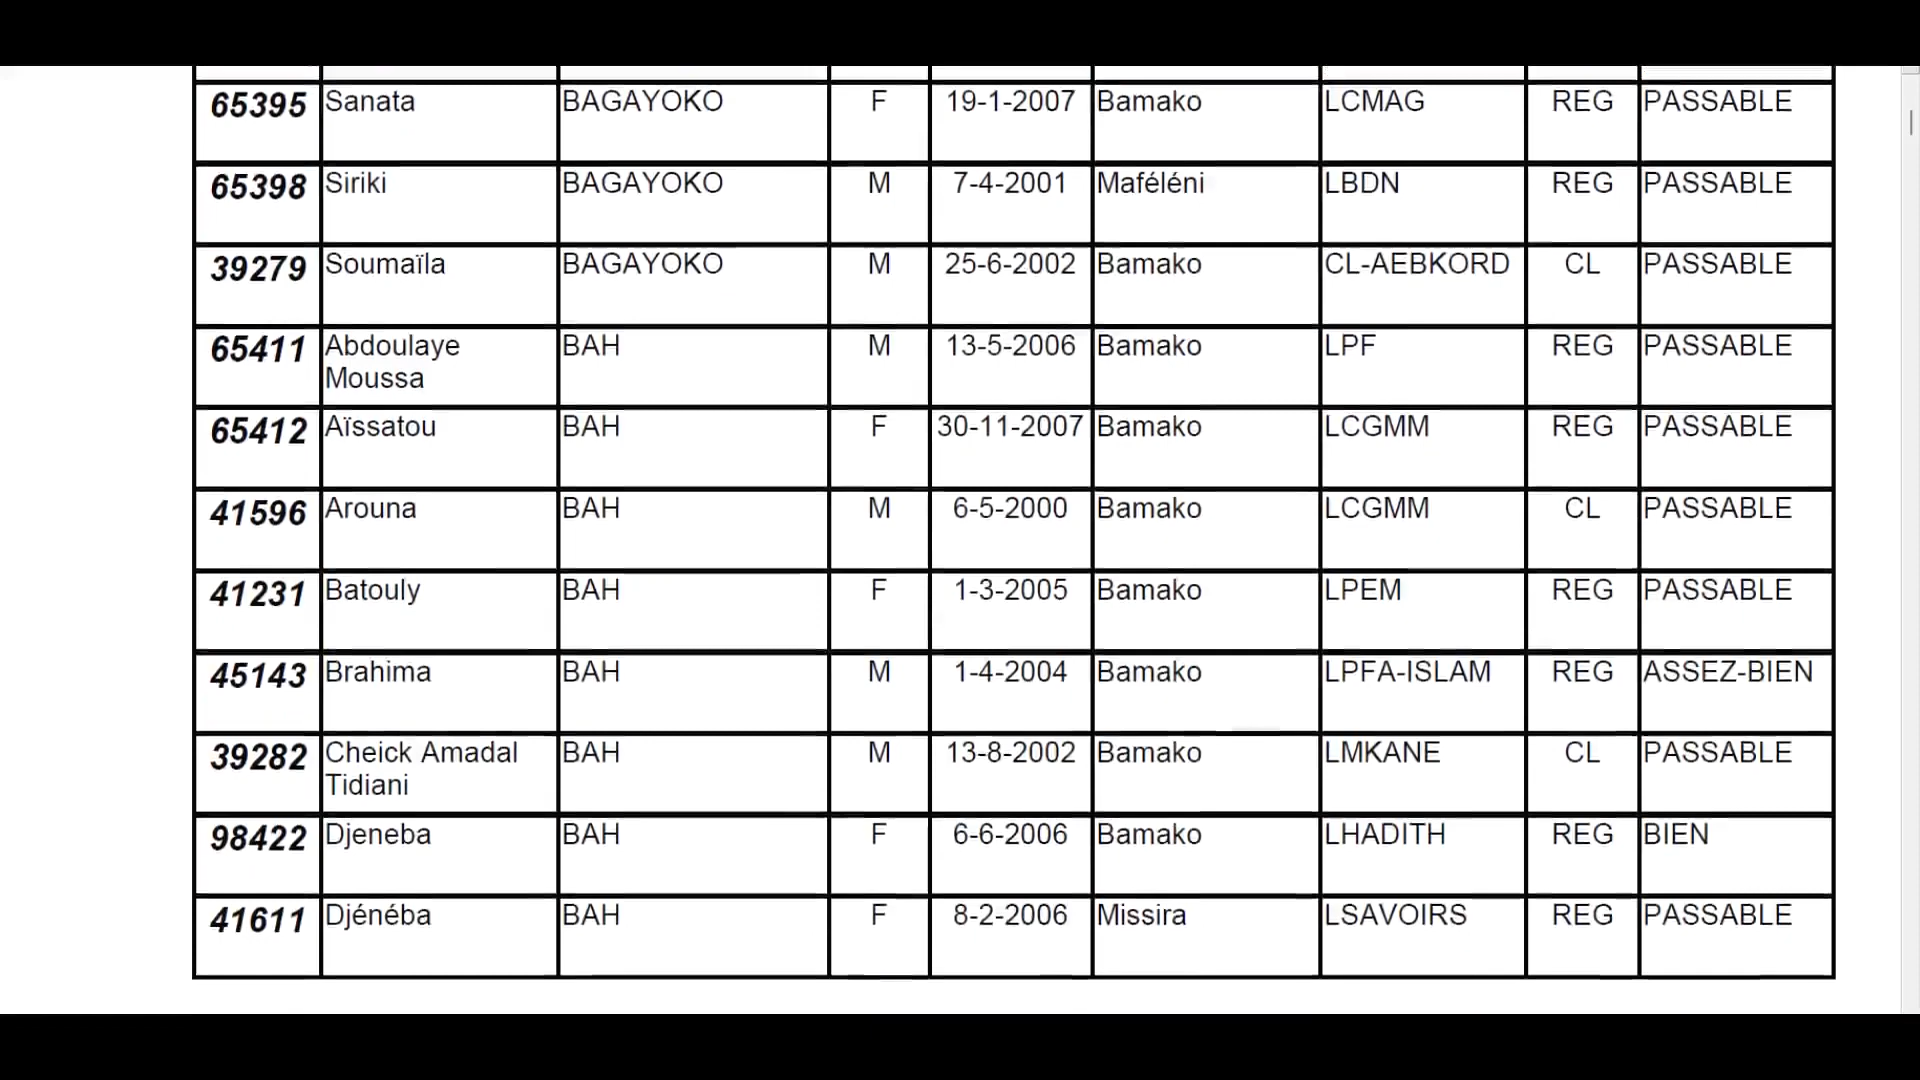 65395 Sanata BAGAYOKO F 19-1-2007 Bamako LCMAG REG PASSABLE
65398 Siriki BAGAYOKO M 7-4-2001 Maféléni LBDN REG PASSABLE
39279 Soumaïla BAGAYOKO M 25-6-2002 Bamako CL-AEBKORD CL PASSABLE
65411 Abdoulaye BAH M 13-5-2006 Bamako LPF REG PASSABLE
Moussa
65412 Aïssatou BAH F 30-11-2007 Bamako LCGMM REG PASSABLE
41596 Arouna BAH M 6-5-2000 Bamako LCGMM CL PASSABLE
41231 Batouly BAH F 1-3-2005 Bamako LPEM REG PASSABLE
45143 Brahima BAH M 1-4-2004 Bamako LPFA-ISLAM REG ASSEZ-BIEN
39282 Cheick Amadal BAH M 13-8-2002 Bamako LMKANE CL PASSABLE
Tidiani
98422 Djeneba BAH F 6-6-2006 Bamako LHADITH REG BIEN
41611 Djénéba BAH F 8-2-2006 Missira LSAVOIRS REG PASSABLE